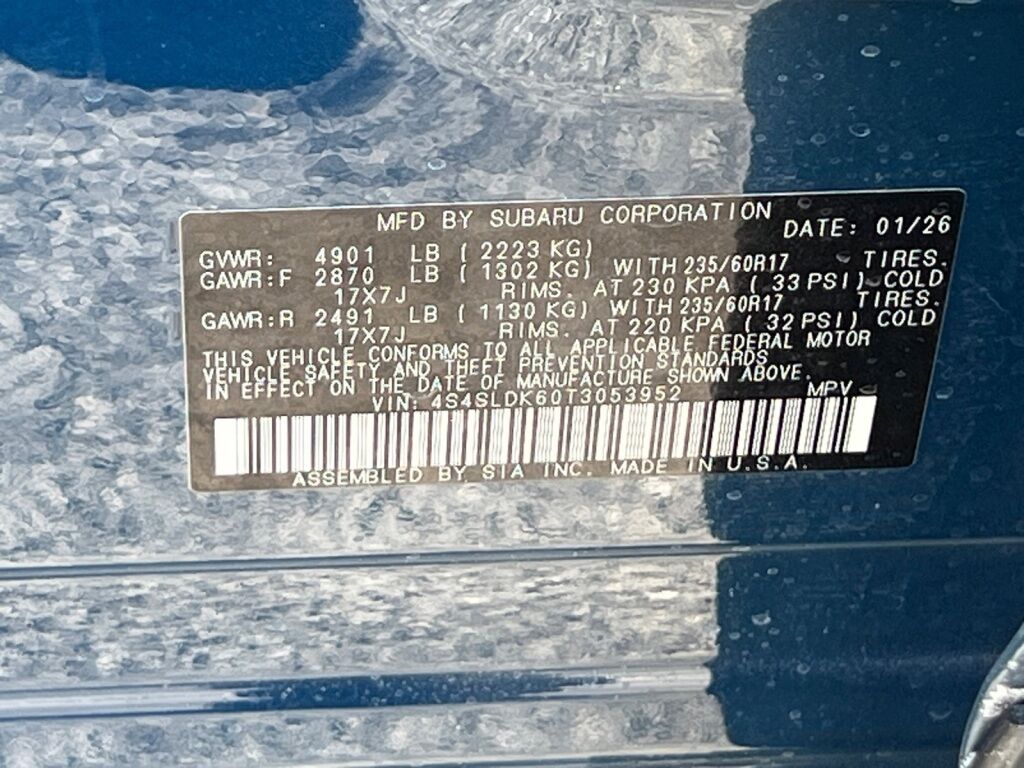 MFD BY SUBARU CORPORATION DATE: 01/26
GVWR: 4901 LB ( 2223 KG)
GAWR:F 2870 LB ( 1302 KG) WITH 235/60R17 TIRES.
17X7J RIMS. AT 230 KPA ( 33 PSI) COLD
GAWR:R 2491 LB ( 1130 KG) WITH 235/60R17 TIRES.
17X7J RIMS. AT 220 KPA ( 32 PSI) COLD
THIS VEHICLE CONFORMS TO ALL APPLICABLE FEDERAL MOTOR
VEHICLE SAFETY AND THEFT PREVENTION STANDARDS
IN EFFECT ON THE DATE OF MANUFACTURE SHOWN ABOVE.
VIN: 4S4SLDK60T3053952 MPV
ASSEMBLED BY SIA INC. MADE IN U.S.A.